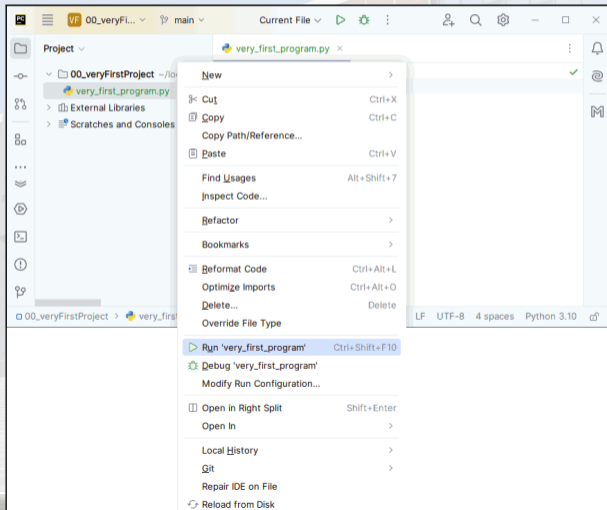 PC VF 00_veryFi... main Current File
Project
very_first_program.py
00_veryFirstProject
very_first_program.py
External Libraries
Scratches and Consoles
New
Cut Ctrl+X
Copy Ctrl+C
Copy Path/Reference...
Paste Ctrl+V
Find Usages Alt+Shift+7
Inspect Code...
Refactor
Bookmarks
Reformat Code Ctrl+Alt+L
Optimize Imports Ctrl+Alt+O
Delete... Delete
Override File Type
00_veryFirstProject > very_first LF UTF-8 4 spaces Python 3.10
Run 'very_first_program' Ctrl+Shift+F10
Debug 'very_first_program'
Modify Run Configuration...
Open in Right Split Shift+Enter
Open In
Local History
Git
Repair IDE on File
Reload from Disk